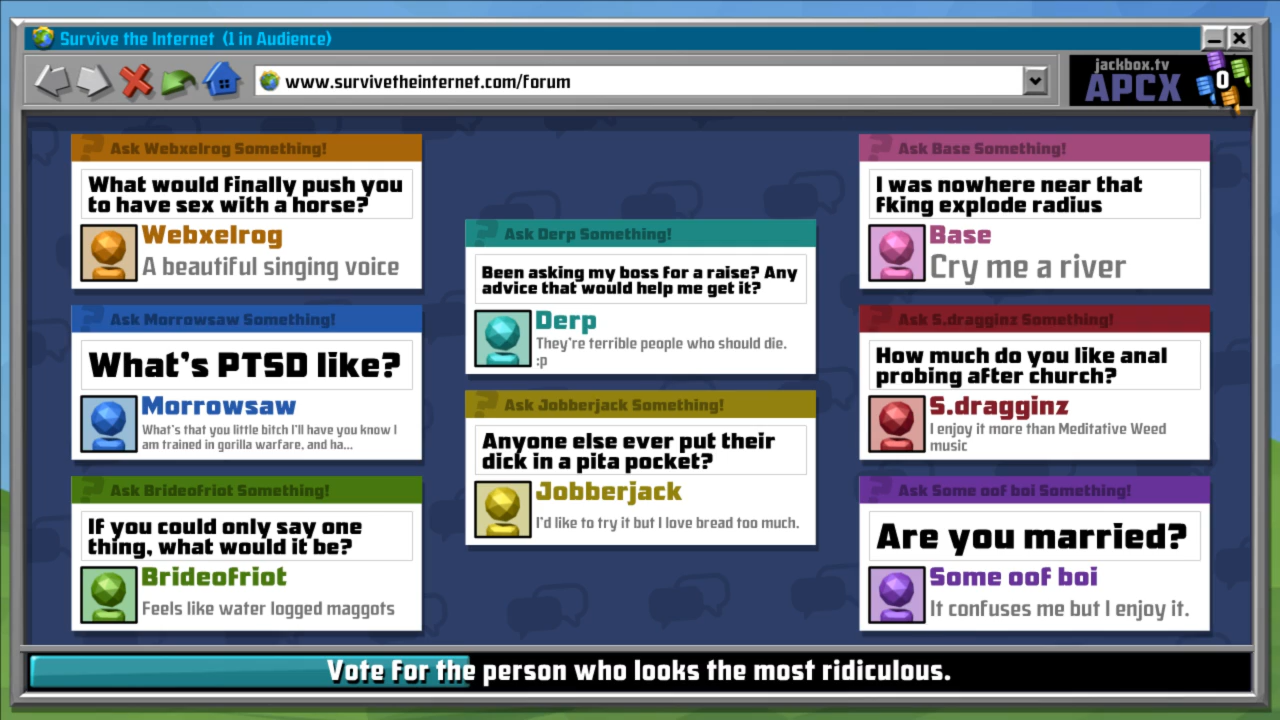 Survive the Internet (1 in Audience)
www.survivetheinternet.com/forum
jackbox.tv
APCX
0
Ask Webxelrog Something!
What would finally push you
to have sex with a horse?
Webxelrog
A beautiful singing voice
Ask Morrowsaw Something!
What's PTSD like?
Morrowsaw
What's that you little bitch I'll have you know I
am trained in gorilla warfare, and ha...
Ask Brideofriot Something!
If you could only say one
thing, what would it be?
Brideofriot
Feels like water logged maggots
Ask Derp Something!
Been asking my boss for a raise? Any
advice that would help me get it?
Derp
They're terrible people who should die.
:p
Ask Jobberjack Something!
Anyone else ever put their
dick in a pita pocket?
Jobberjack
I'd like to try it but I love bread too much.
Ask Base Something!
I was nowhere near that
fking explode radius
Base
Cry me a river
Ask S.dragginz Something!
How much do you like anal
probing after church?
S.dragginz
I enjoy it more than Meditative Weed
music
Ask Some oof boi Something!
Are you married?
Some oof boi
It confuses me but I enjoy it.
Vote for the person who looks the most ridiculous.